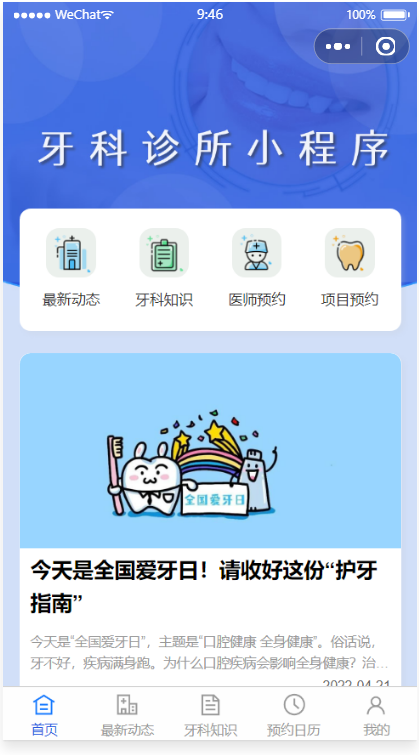 WeChat
9:46
100%
牙科诊所小程序
最新动态 牙科知识 医师预约 项目预约
全国爱牙日
今天是全国爱牙日！请收好这份“护牙
指南”
今天是“全国爱牙日”，主题是“口腔健康 全身健康”。俗话说，
牙不好，疾病满身跑。为什么口腔疾病会影响全身健康？治...
2022-04-21
首页 最新动态 牙科知识 预约日历 我的